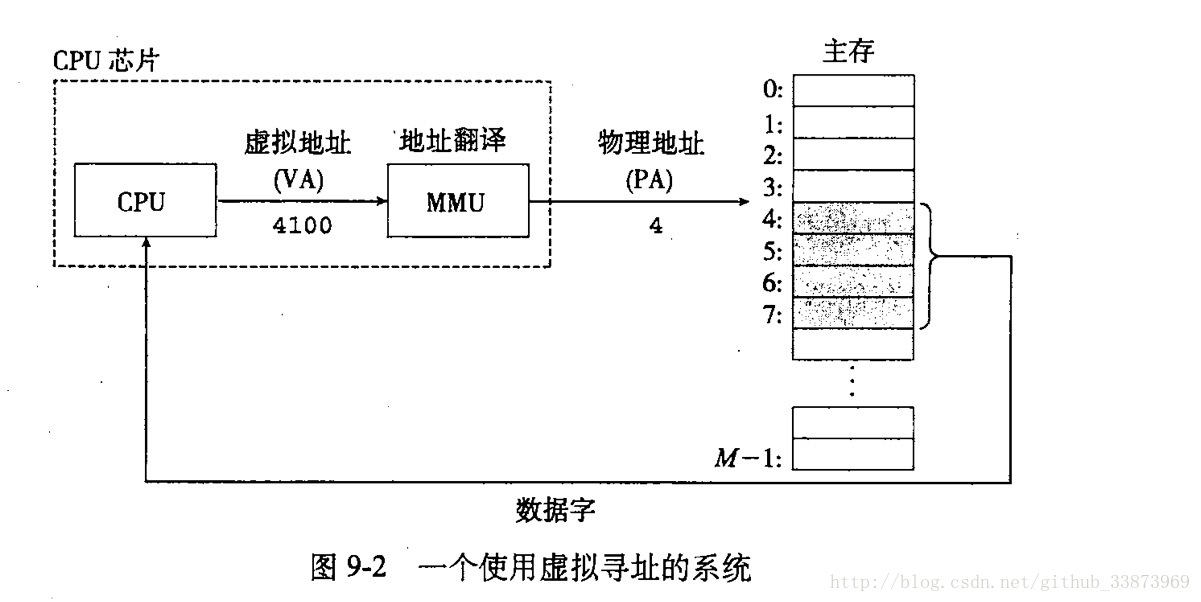 CPU 芯片
主存
虚拟地址
(VA)
地址翻译
物理地址
(PA)
CPU
MMU
4100
4
0:
1:
2:
3:
4:
5:
6:
7:
M-1:
数据字
图 9-2 一个使用虚拟寻址的系统
http://blog.csdn.net/github_33873969